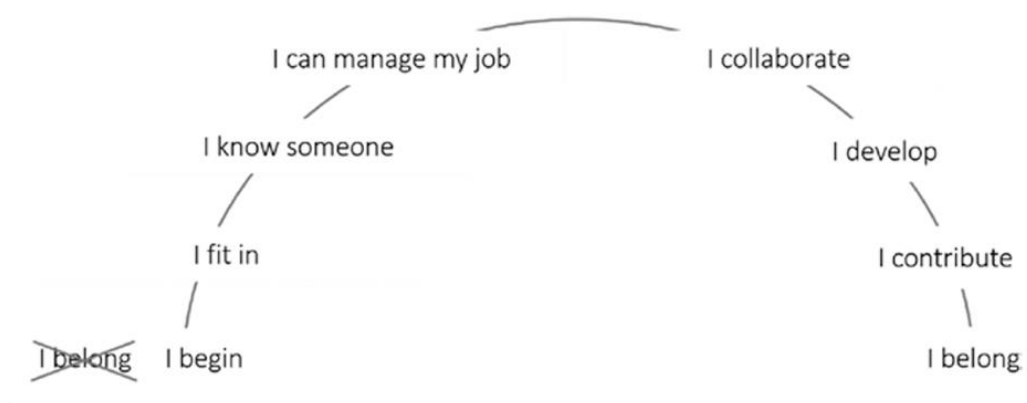 I can manage my job
I collaborate
I know someone
I develop
I fit in
I contribute
I belong
I begin
I belong